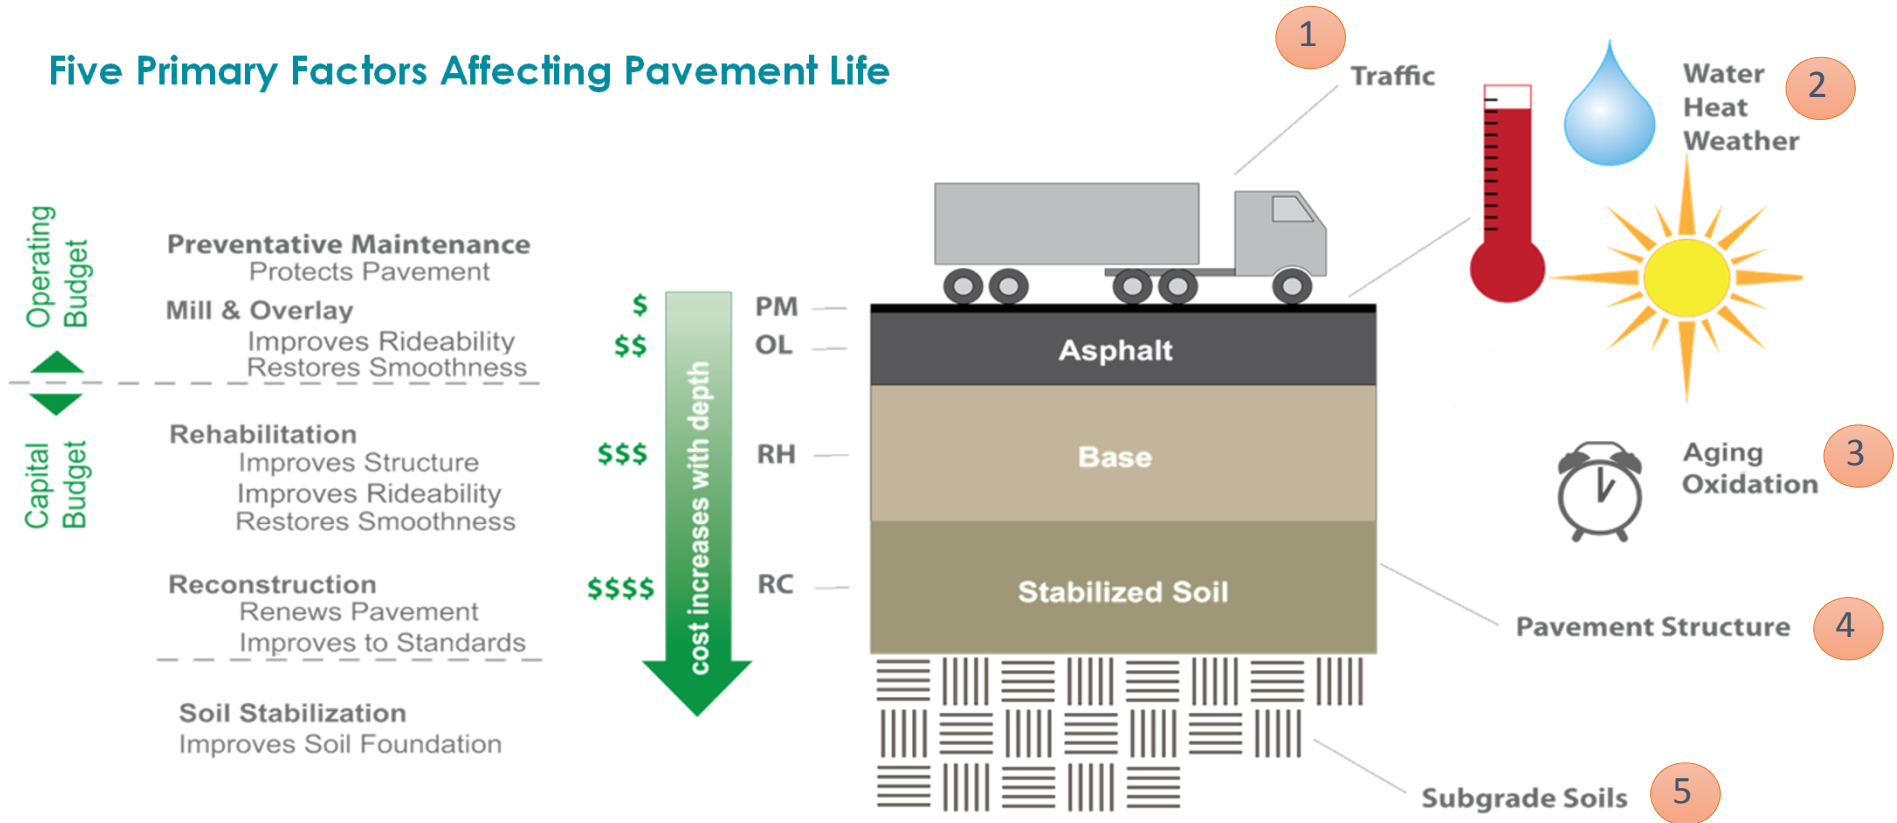 Five Primary Factors Affecting Pavement Life
1
Traffic
Water
Heat
Weather
2
Operating
Budget
Preventative Maintenance
Protects Pavement
Mill & Overlay
Improves Rideability
Restores Smoothness
Capital
Budget
Rehabilitation
Improves Structure
Improves Rideability
Restores Smoothness
Reconstruction
Renews Pavement
Improves to Standards
Soil Stabilization
Improves Soil Foundation
$
$$
$$$
$$$$
cost increases with depth
PM
OL
RH
RC
Asphalt
Base
Stabilized Soil
Aging
Oxidation
3
Pavement Structure
4
Subgrade Soils
5